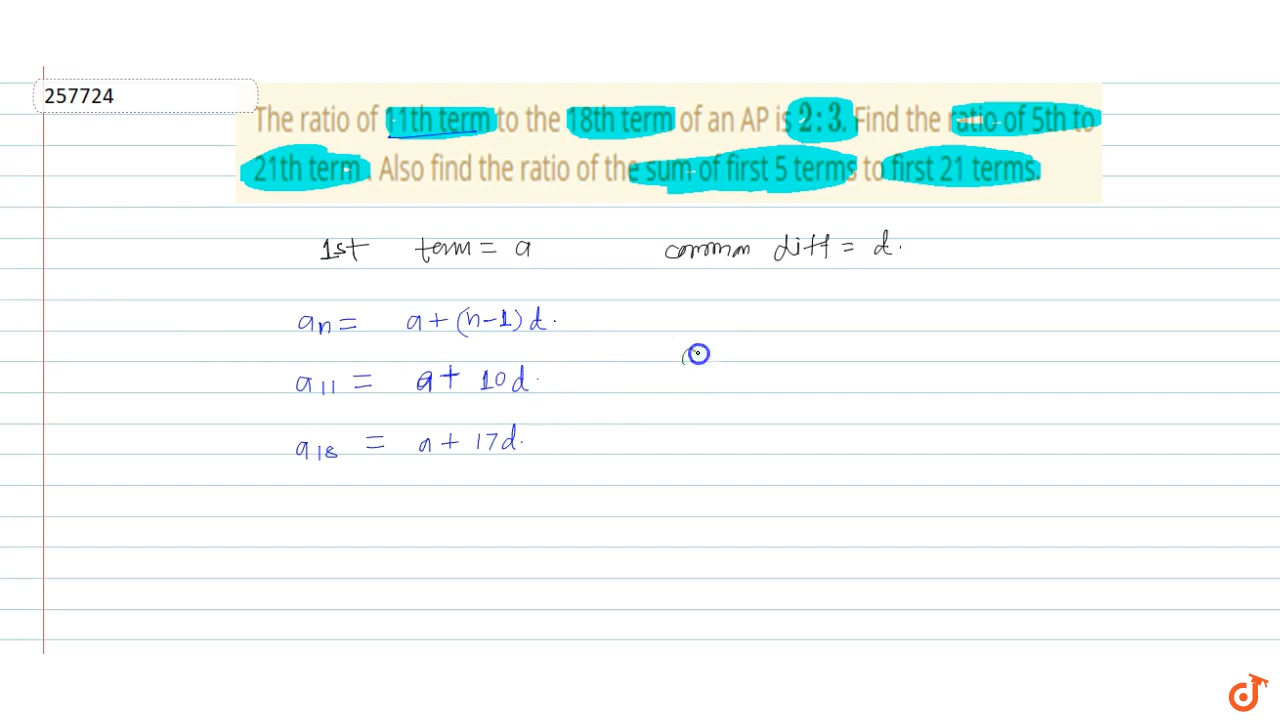 257724
The ratio of 11th term to the 18th term of an AP is 2 : 3. Find the ratio of 5th to
21th term . Also find the ratio of the sum of first 5 terms to first 21 terms.
1st term = a common diff = d.
an = a + (n-1)d.
a11 = a + 10d.
a18 = a + 17d.